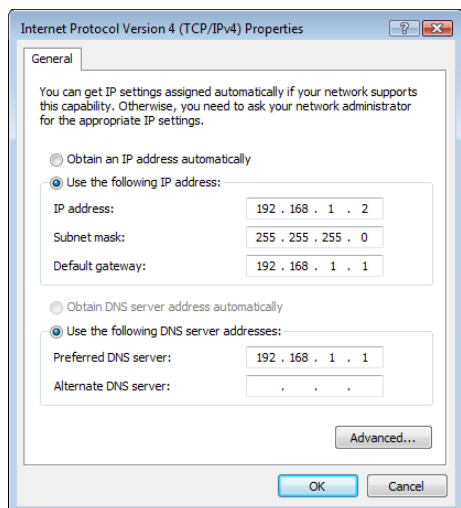 Internet Protocol Version 4 (TCP/IPv4) Properties
General
You can get IP settings assigned automatically if your network supports
this capability. Otherwise, you need to ask your network administrator
for the appropriate IP settings.
Obtain an IP address automatically
Use the following IP address:
IP address: 192 . 168 . 1 . 2
Subnet mask: 255 . 255 . 255 . 0
Default gateway: 192 . 168 . 1 . 1
Obtain DNS server address automatically
Use the following DNS server addresses:
Preferred DNS server: 192 . 168 . 1 . 1
Alternate DNS server: . . .
Advanced...
OK Cancel